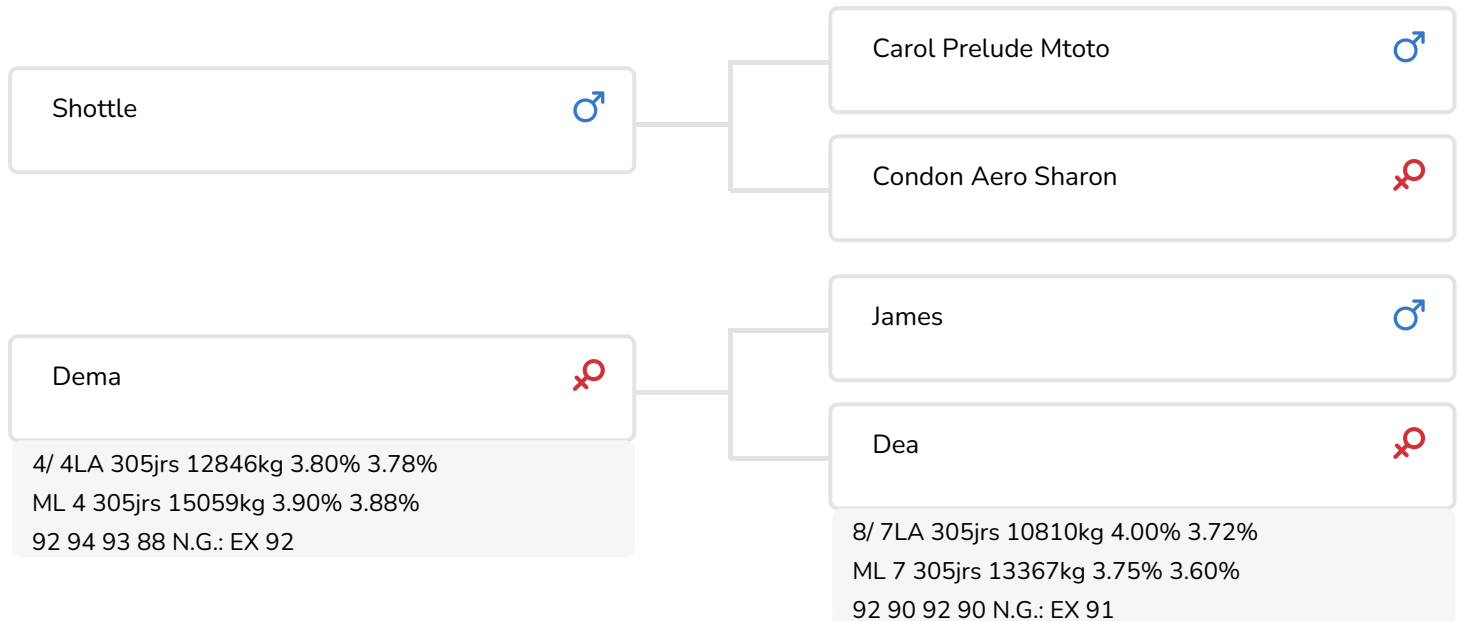 Shottle
Carol Prelude Mtoto
Condon Aero Sharon
Dema
4/ 4LA 305jrs 12846kg 3.80% 3.78%
ML 4 305jrs 15059kg 3.90% 3.88%
92 94 93 88 N.G.: EX 92
James
Dea
8/ 7LA 305jrs 10810kg 4.00% 3.72%
ML 7 305jrs 13367kg 3.75% 3.60%
92 90 92 90 N.G.: EX 91